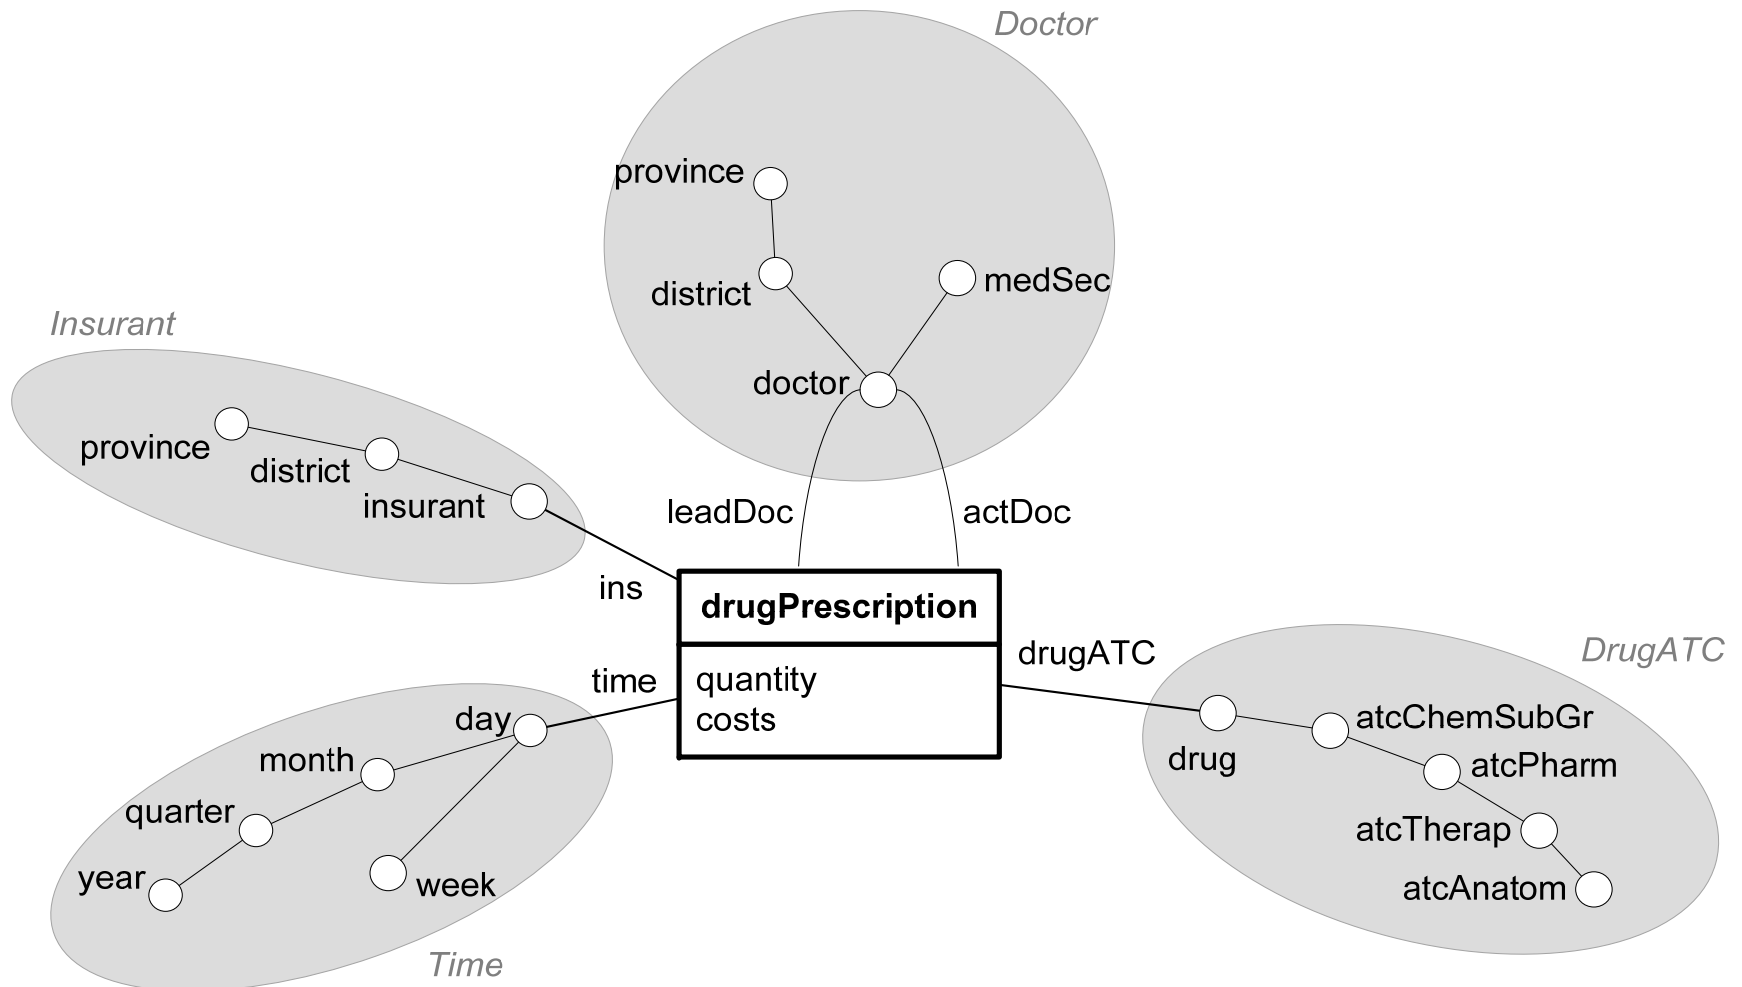 Doctor
province
district
medSec
doctor
leadDoc
actDoc
Insurant
province
district
insurant
ins
drugPrescription
quantity
costs
time
day
month
quarter
year
week
Time
drugATC
DrugATC
drug
atcChemSubGr
atcPharm
atcTherap
atcAnatom